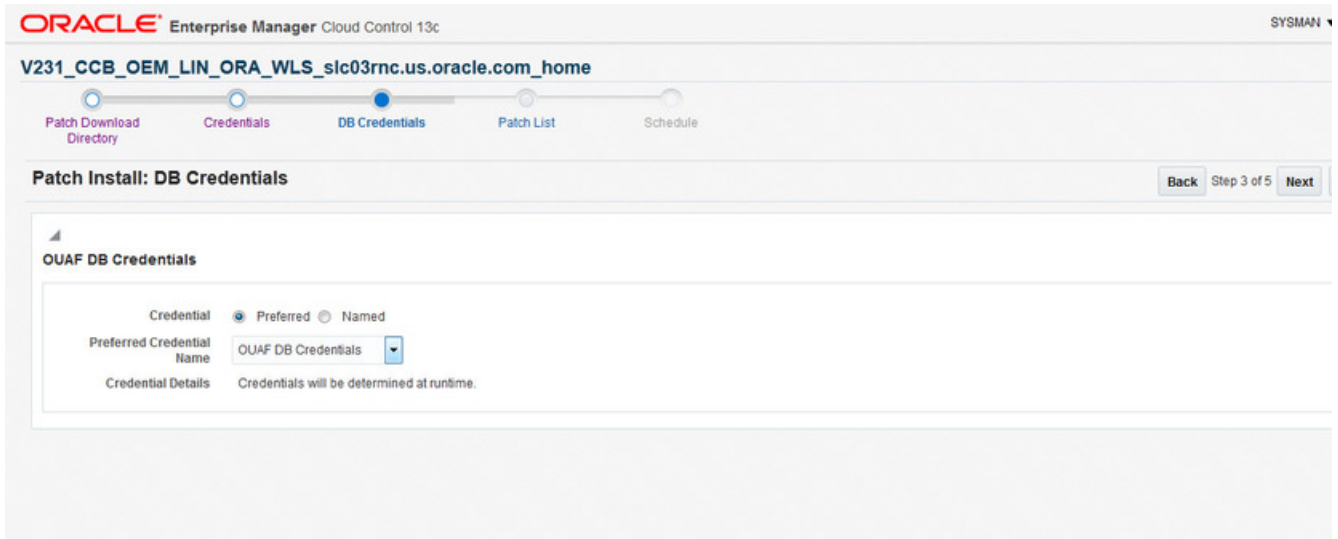 ORACLE Enterprise Manager Cloud Control 13c
SYSMAN
V231_CCB_OEM_LIN_ORA_WLS_slc03rnc.us.oracle.com_home
Patch Download
Directory
Credentials
DB Credentials
Patch List
Schedule
Patch Install: DB Credentials
Back Step 3 of 5 Next
OUAF DB Credentials
Credential Preferred Named
Preferred Credential
Name
OUAF DB Credentials
Credential Details Credentials will be determined at runtime.